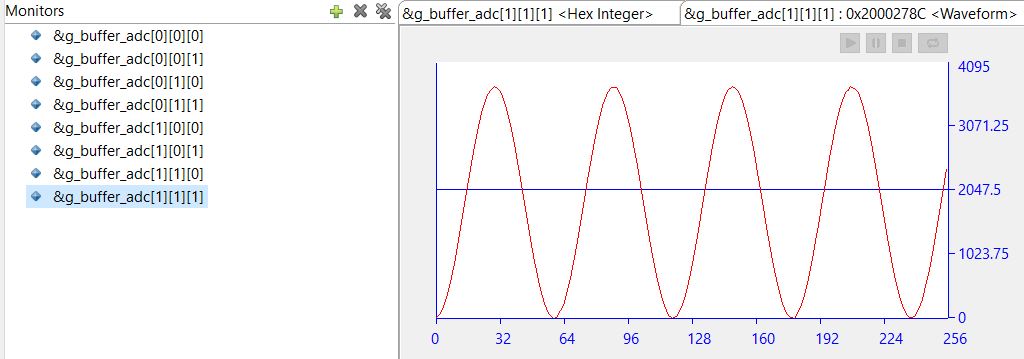 Monitors
&g_buffer_adc[0][0][0]
&g_buffer_adc[0][0][1]
&g_buffer_adc[0][1][0]
&g_buffer_adc[0][1][1]
&g_buffer_adc[1][0][0]
&g_buffer_adc[1][0][1]
&g_buffer_adc[1][1][0]
&g_buffer_adc[1][1][1]
&g_buffer_adc[1][1][1] <Hex Integer>
&g_buffer_adc[1][1][1] : 0x2000278C <Waveform>
4095
3071.25
2047.5
1023.75
0
0 32 64 96 128 160 192 224 256